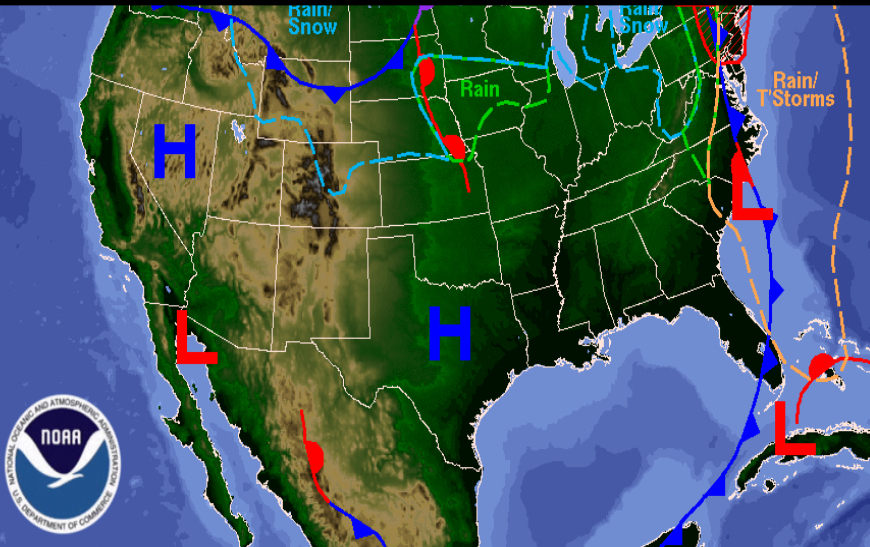 Rain/
Snow
Rain/
Snow
Rain
Rain/
T'Storms
H
L
H
L
L
NATIONAL OCEANIC AND ATMOSPHERIC ADMINISTRATION
NOAA
U.S. DEPARTMENT OF COMMERCE